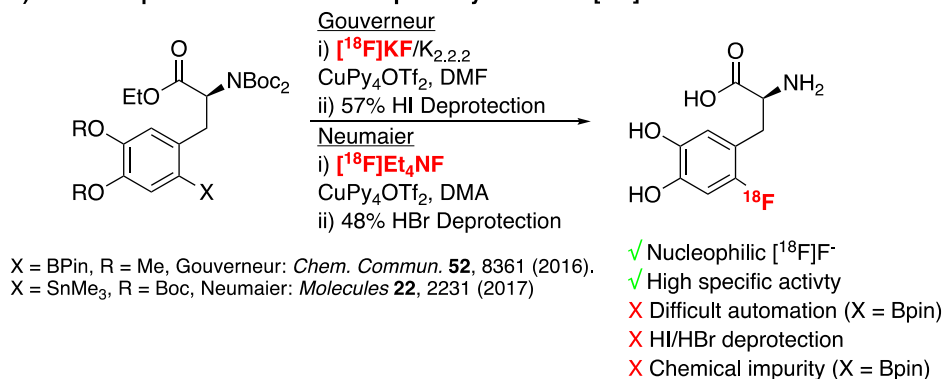 Gouverneur
i) [¹⁸F]KF/K₂.₂.₂
CuPy₄OTf₂, DMF
ii) 57% HI Deprotection
Neumaier
i) [¹⁸F]Et₄NF
CuPy₄OTf₂, DMA
ii) 48% HBr Deprotection
O
EtO
NBoc₂
RO
RO
X
O
HO
NH₂
HO
HO
¹⁸F
X = BPin, R = Me, Gouverneur: Chem. Commun. 52, 8361 (2016).
X = SnMe₃, R = Boc, Neumaier: Molecules 22, 2231 (2017)
√ Nucleophilic [¹⁸F]F⁻
√ High specific activty
X Difficult automation (X = Bpin)
X HI/HBr deprotection
X Chemical impurity (X = Bpin)